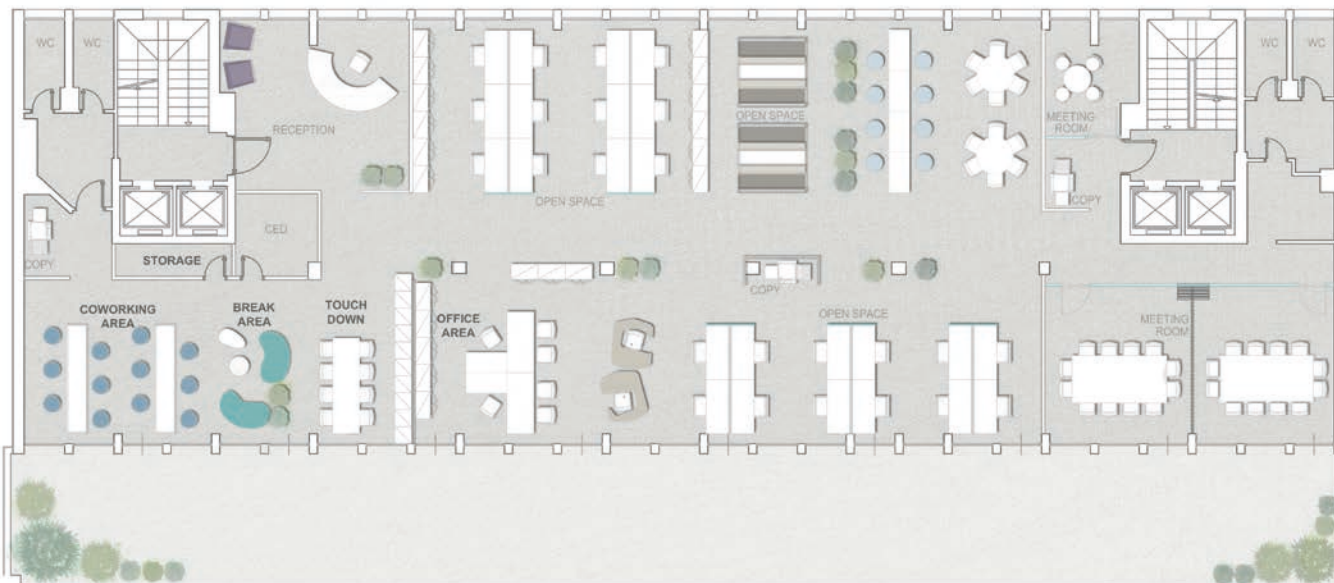 WC
WC
WC
WC
RECEPTION
OPEN SPACE
MEETING
ROOM
OPEN SPACE
COPY
CED
STORAGE
COPY
COPY
COWORKING
AREA
BREAK
AREA
TOUCH
DOWN
OFFICE
AREA
OPEN SPACE
MEETING
ROOM